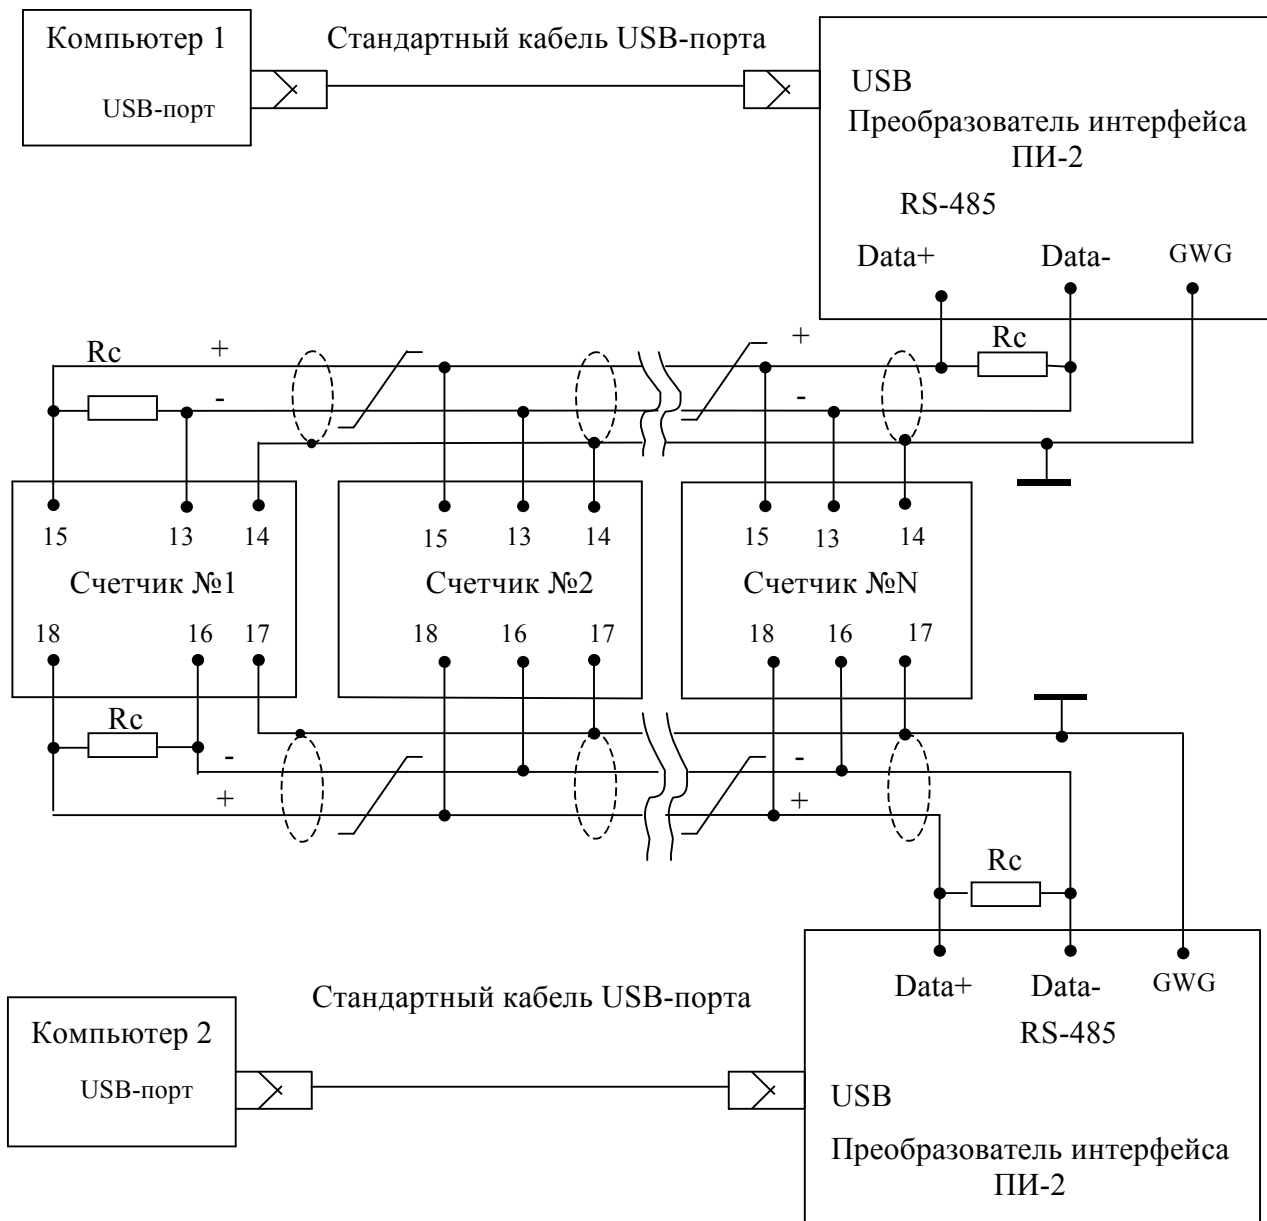 Компьютер 1
USB-порт
Стандартный кабель USB-порта
USB
Преобразователь интерфейса
ПИ-2
RS-485
Data+ Data- GWG
Rc + + Rc
- -
15 13 14 15 13 14 15 13 14
Счетчик №1 Счетчик №2 Счетчик №N
18 16 17 18 16 17 18 16 17
Rc
- -
+ +
Rc
Data+ Data- GWG
RS-485
Стандартный кабель USB-порта
Компьютер 2
USB-порт
USB
Преобразователь интерфейса
ПИ-2